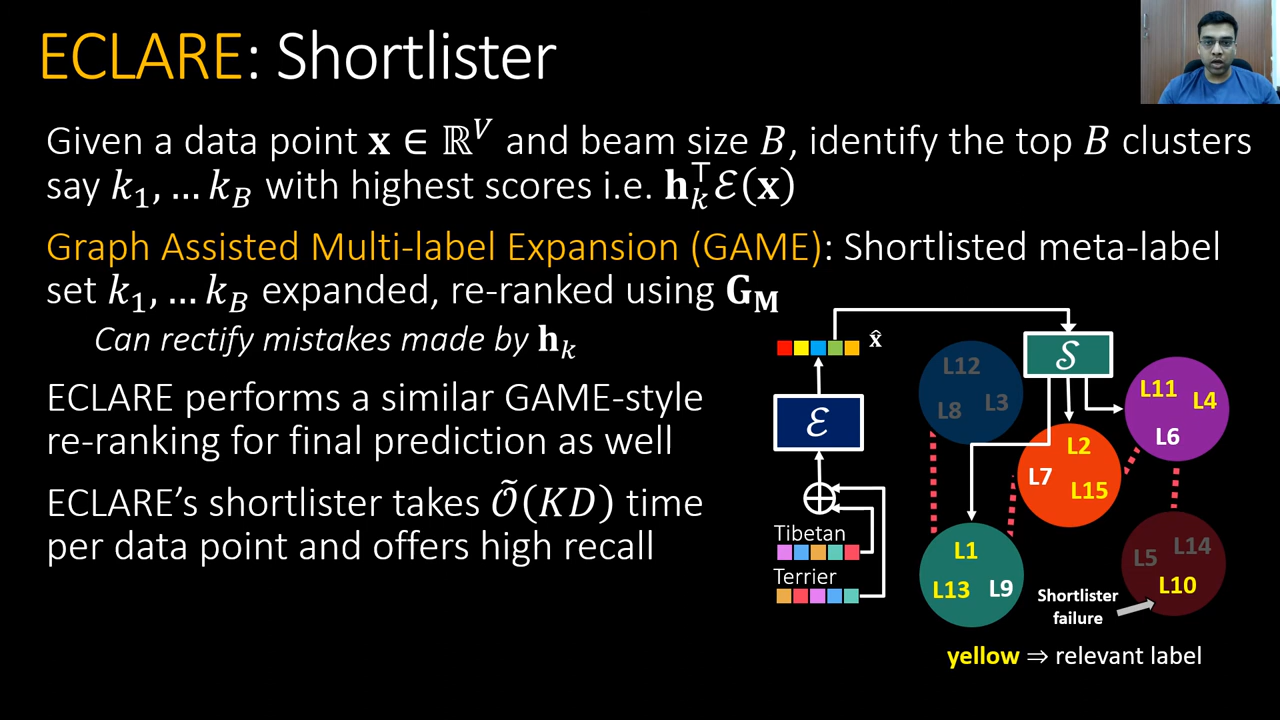 ECLARE: Shortlister
Given a data point 𝐱 ∈ ℝ^V and beam size B, identify the top B clusters
say k₁, … k_B with highest scores i.e. 𝐡_k^⊤ ℰ(𝐱)
Graph Assisted Multi-label Expansion (GAME): Shortlisted meta-label
set k₁, … k_B expanded, re-ranked using 𝐆_𝐌
Can rectify mistakes made by 𝐡_k
ECLARE performs a similar GAME-style
re-ranking for final prediction as well
ECLARE's shortlister takes 𝒪̃(KD) time
per data point and offers high recall
x̂
𝒮
ℰ
Tibetan
Terrier
L12
L8
L3
L11
L4
L6
L2
L7
L15
L1
L13
L9
L5
L14
L10
Shortlister
failure
yellow ⇒ relevant label